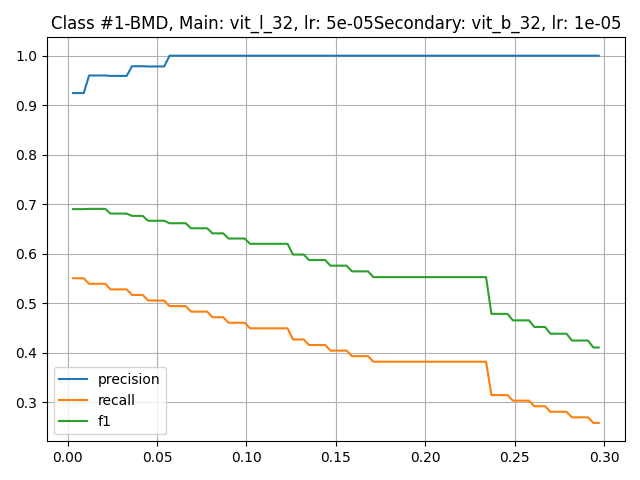 Class #1-BMD, Main: vit_l_32, lr: 5e-05Secondary: vit_b_32, lr: 1e-05
1.0
0.9
0.8
0.7
0.6
0.5
0.4
0.3
precision
recall
f1
0.00 0.05 0.10 0.15 0.20 0.25 0.30